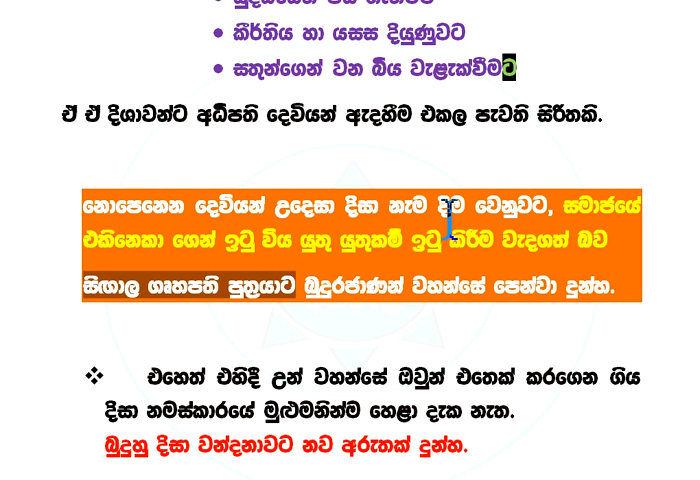 • කීර්තිය හා යසස දියුණුවට
• සතුන්ගෙන් වන බිය වැළැක්වීමට
ඒ ඒ දිශාවන්ට අධිපති දෙවියන් ඇදහීම එකල පැවති සිරිතකි.
නොපෙනෙන දෙවියන් උදෙසා දිසා නැම දීම වෙනුවට, සමාජයේ
එකිනෙකා ගෙන් ඉටු විය යුතු යුතුකම් ඉටු කිරීම වැදගත් බව
සිඟාල ගෘහපති පුත්‍රයාට බුදුරජාණන් වහන්සේ පෙන්වා දුන්හ.
❖ එහෙත් එහිදී උන් වහන්සේ ඔවුන් එතෙක් කරගෙන ගිය
දිසා නමස්කාරයේ මුළුමනින්ම හෙළා දැක නැත.
බුදුහු දිසා වන්දනාවට නව අරුතක් දුන්හ.